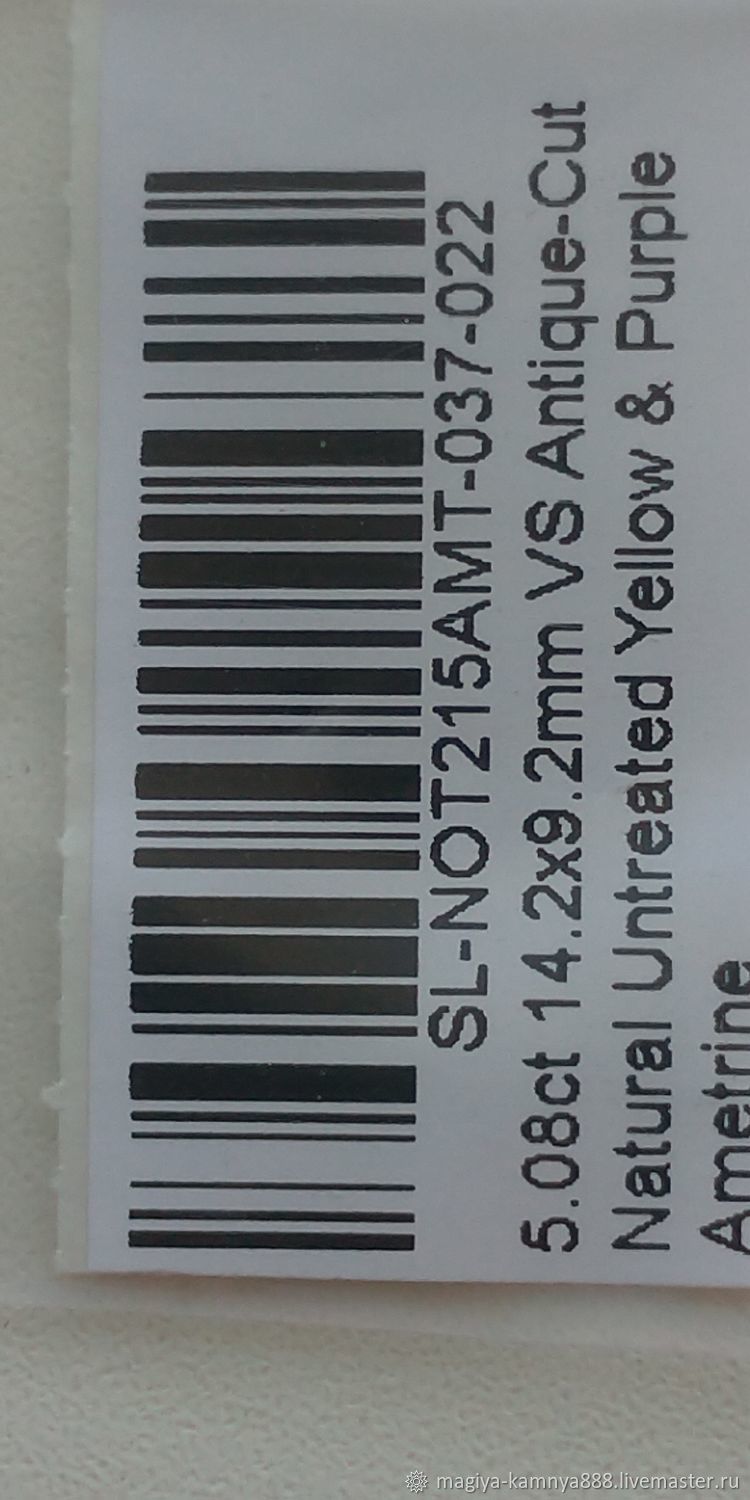 SL-NOT215AMT-037-022
5.08ct 14.2x9.2mm VS Antique-Cut
Natural Untreated Yellow & Purple
Ametrine
magiya-kamnya888.livemaster.ru